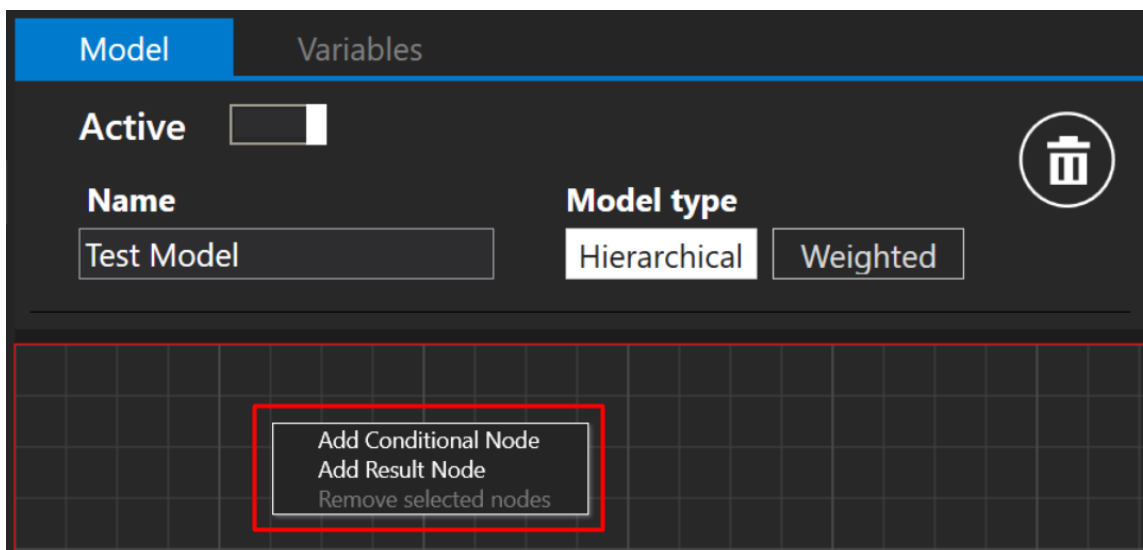 Model Variables
Active
Name Model type
Test Model Hierarchical Weighted
Add Conditional Node
Add Result Node
Remove selected nodes